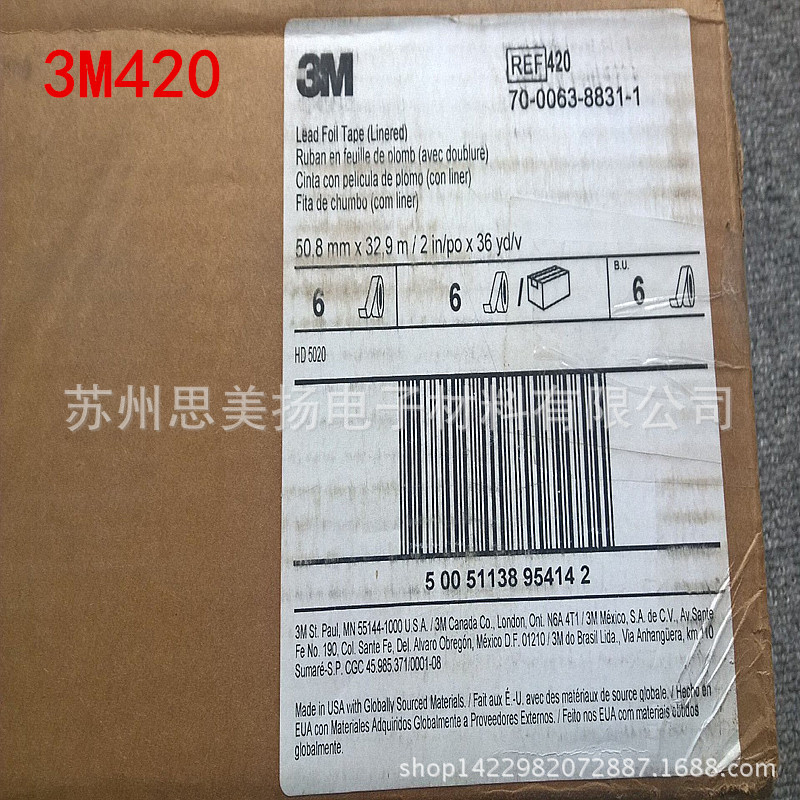 3M420
3M
REF 420
70-0063-8831-1
Lead Foil Tape (Linered)
Ruban en feuille de plomb (avec doublure)
Cinta con película de plomo (con liner)
Fita de chumbo (com liner)
50.8 mm x 32.9 m / 2 in/po x 36 yd/v
6
6 /
B.U.
6
HD 5020
苏州思美扬电子材料有限公司
5 00 51138 95414 2
3M St. Paul, MN 55144-1000 U.S.A. / 3M Canada Co., London, Ont. N6A 4T1 / 3M México, S.A. de C.V., Av. Sante
Fe No. 190, Col. Sante Fe, Del. Alvaro Obregón, México D.F. 01210 / 3M do Brasil Ltda., Via Anhangüera, km 110
Sumaré-S.P. CGC 45.985.371/0001-08
Made in USA with Globally Sourced Materials. / Fait aux É.-U. avec des matériaux de source globale. / Hecho en
EUA con Materiales Adquiridos Globalmente a Proveedores Externos. / Feito nos EUA com materiais obtidos
globalmente.
shop1422982072887.1688.com